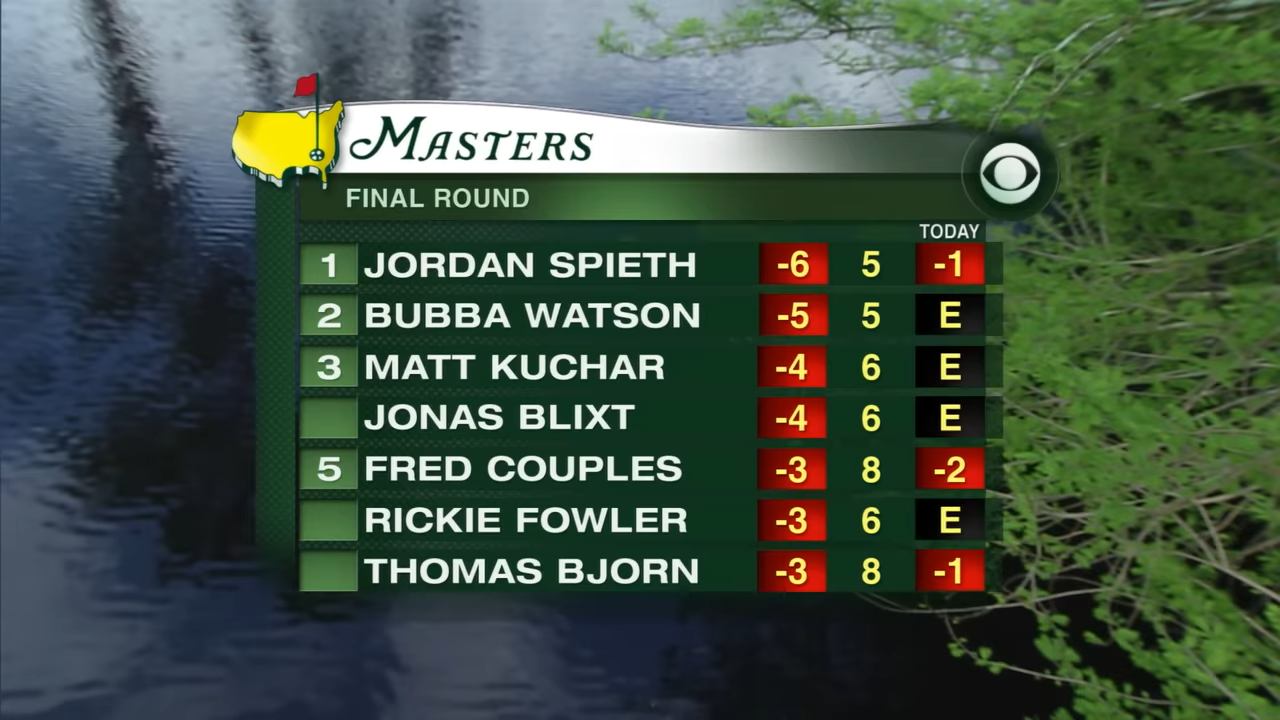 MASTERS
FINAL ROUND
TODAY
1 JORDAN SPIETH -6 5 -1
2 BUBBA WATSON -5 5 E
3 MATT KUCHAR -4 6 E
JONAS BLIXT -4 6 E
5 FRED COUPLES -3 8 -2
RICKIE FOWLER -3 6 E
THOMAS BJORN -3 8 -1